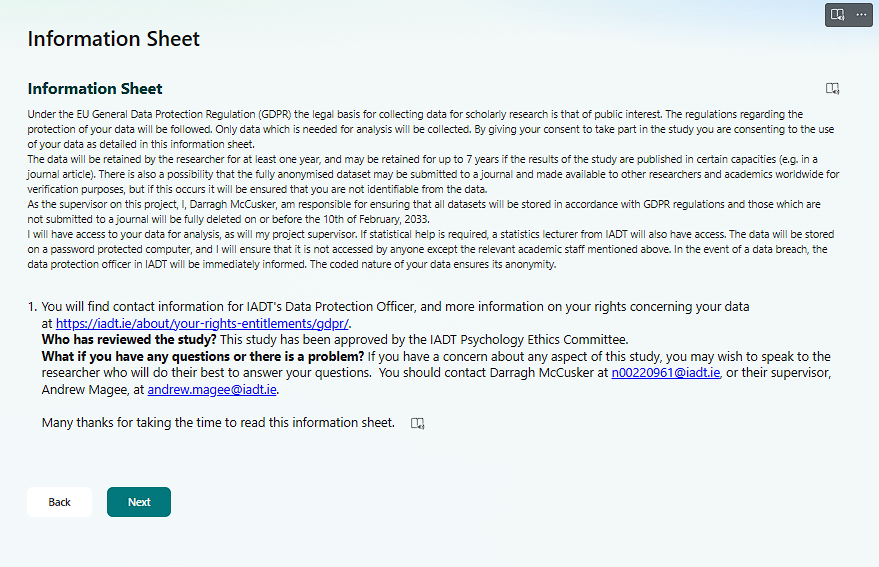 Information Sheet
Information Sheet
Under the EU General Data Protection Regulation (GDPR) the legal basis for collecting data for scholarly research is that of public interest. The regulations regarding the
protection of your data will be followed. Only data which is needed for analysis will be collected. By giving your consent to take part in the study you are consenting to the use
of your data as detailed in this information sheet.
The data will be retained by the researcher for at least one year, and may be retained for up to 7 years if the results of the study are published in certain capacities (e.g. in a
journal article). There is also a possibility that the fully anonymised dataset may be submitted to a journal and made available to other researchers and academics worldwide for
verification purposes, but if this occurs it will be ensured that you are not identifiable from the data.
As the supervisor on this project, I, Darragh McCusker, am responsible for ensuring that all datasets will be stored in accordance with GDPR regulations and those which are
not submitted to a journal will be fully deleted on or before the 10th of February, 2033.
I will have access to your data for analysis, as will my project supervisor. If statistical help is required, a statistics lecturer from IADT will also have access. The data will be stored
on a password protected computer, and I will ensure that it is not accessed by anyone except the relevant academic staff mentioned above. In the event of a data breach, the
data protection officer in IADT will be immediately informed. The coded nature of your data ensures its anonymity.
1. You will find contact information for IADT's Data Protection Officer, and more information on your rights concerning your data
at https://iadt.ie/about/your-rights-entitlements/gdpr/.
Who has reviewed the study? This study has been approved by the IADT Psychology Ethics Committee.
What if you have any questions or there is a problem? If you have a concern about any aspect of this study, you may wish to speak to the
researcher who will do their best to answer your questions.  You should contact Darragh McCusker at n00220961@iadt.ie, or their supervisor,
Andrew Magee, at andrew.magee@iadt.ie.
Many thanks for taking the time to read this information sheet.
Back
Next